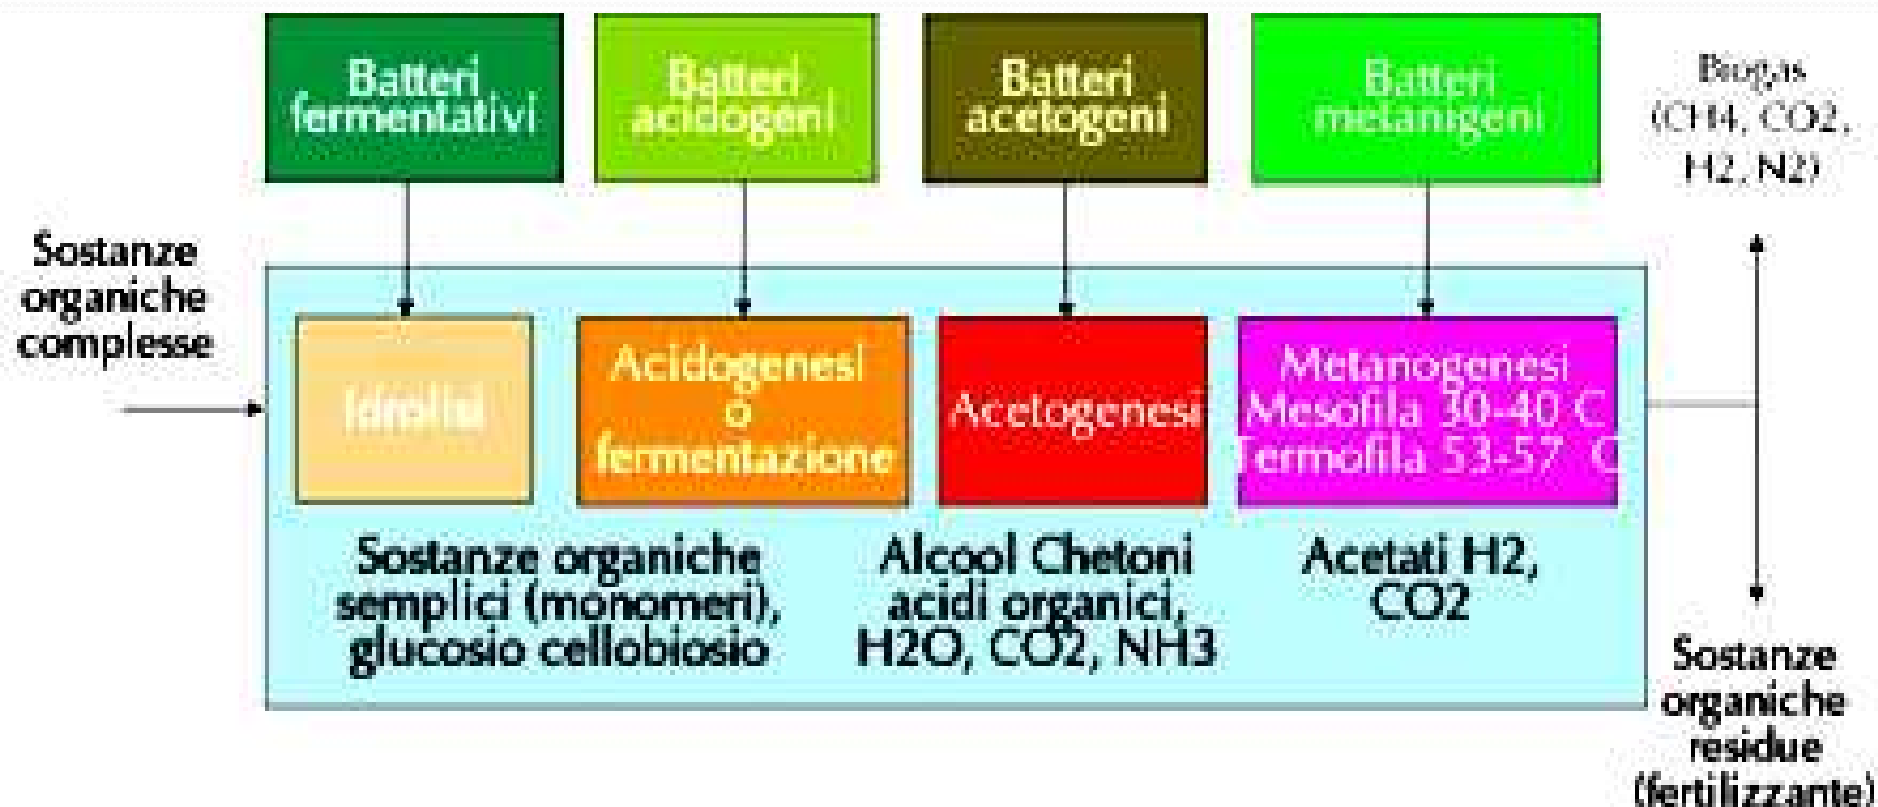 Batteri
fermentativi
Batteri
acidogeni
Batteri
acetogeni
Batteri
metanigeni
Biogas
(CH4, CO2,
H2, N2)
Sostanze
organiche
complesse
Idrolisi
Acidogenesi
o
fermentazione
Acetogenesi
Metanogenesi
Mesofila 30-40 C
Termofila 53-57 C
Sostanze organiche
semplici (monomeri),
glucosio cellobiosio
Alcool Chetoni
acidi organici,
H2O, CO2, NH3
Acetati H2,
CO2
Sostanze
organiche
residue
(fertilizzante)